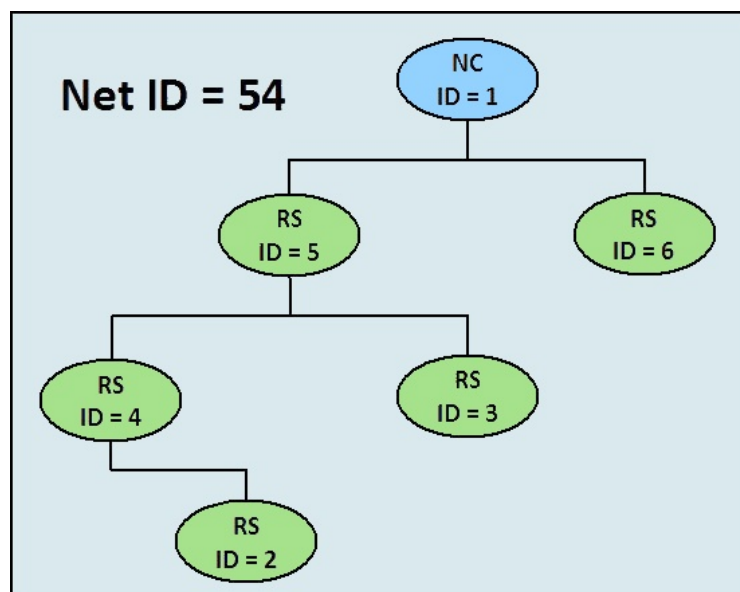 Net ID = 54
NC
ID = 1
RS
ID = 5
RS
ID = 6
RS
ID = 4
RS
ID = 3
RS
ID = 2